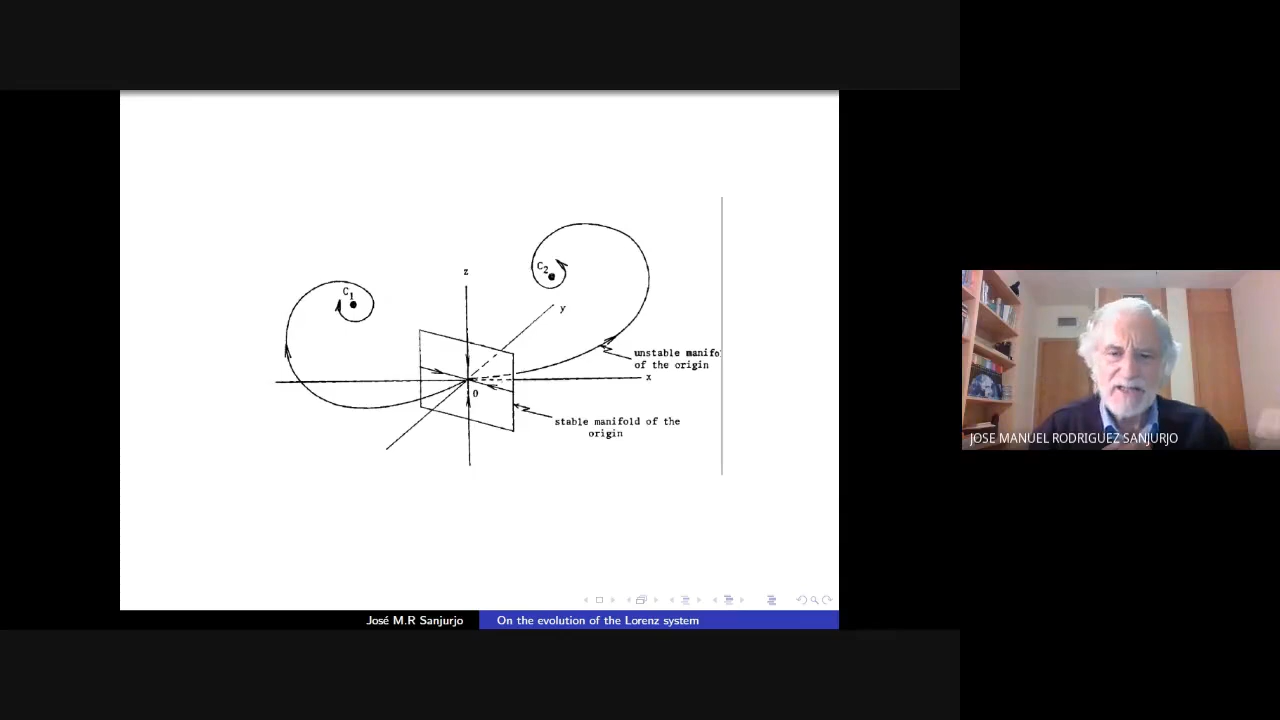 C2
z
C1
y
unstable manifo
of the origin
x
0
stable manifold of the
origin
JOSE MANUEL RODRIGUEZ SANJURJO
José M.R Sanjurjo
On the evolution of the Lorenz system